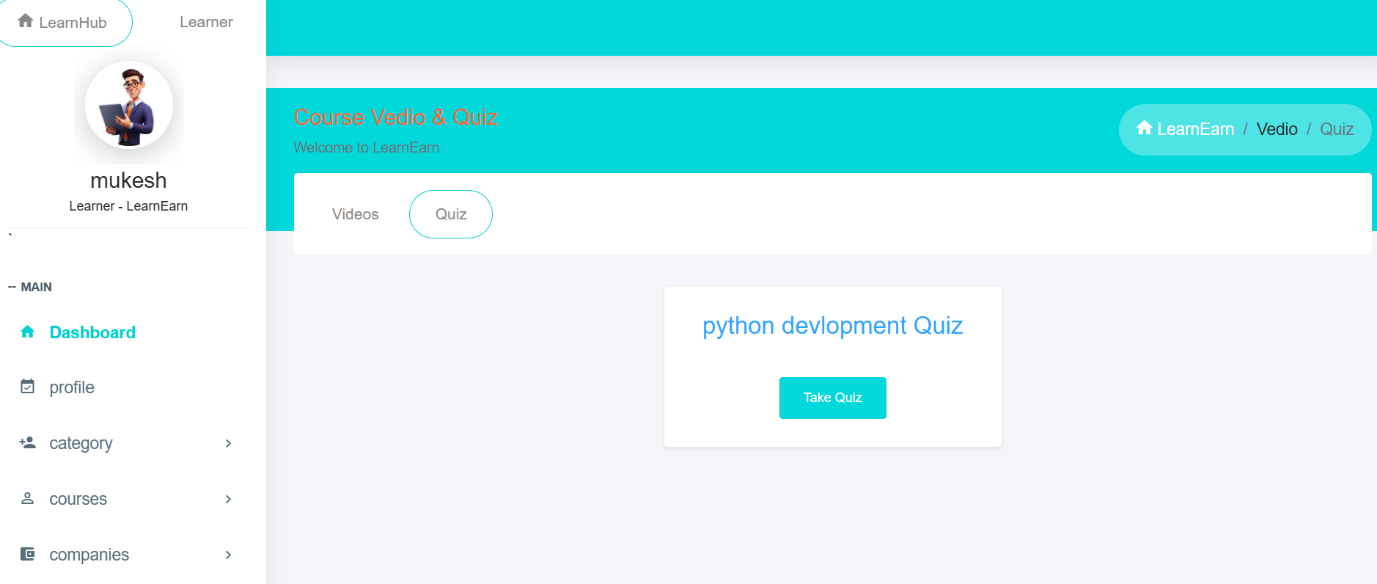 LearnHub
Learner
mukesh
Learner - LearnEarn
`
-- MAIN
Dashboard
profile
category
courses
companies
Course Vedio & Quiz
Welcome to LearnEarn
LearnEarn / Vedio / Quiz
Videos
Quiz
python devlopment Quiz
Take Quiz